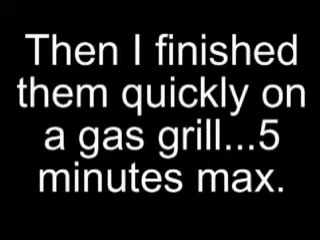 Then I finished
them quickly on
a gas grill...5
minutes max.